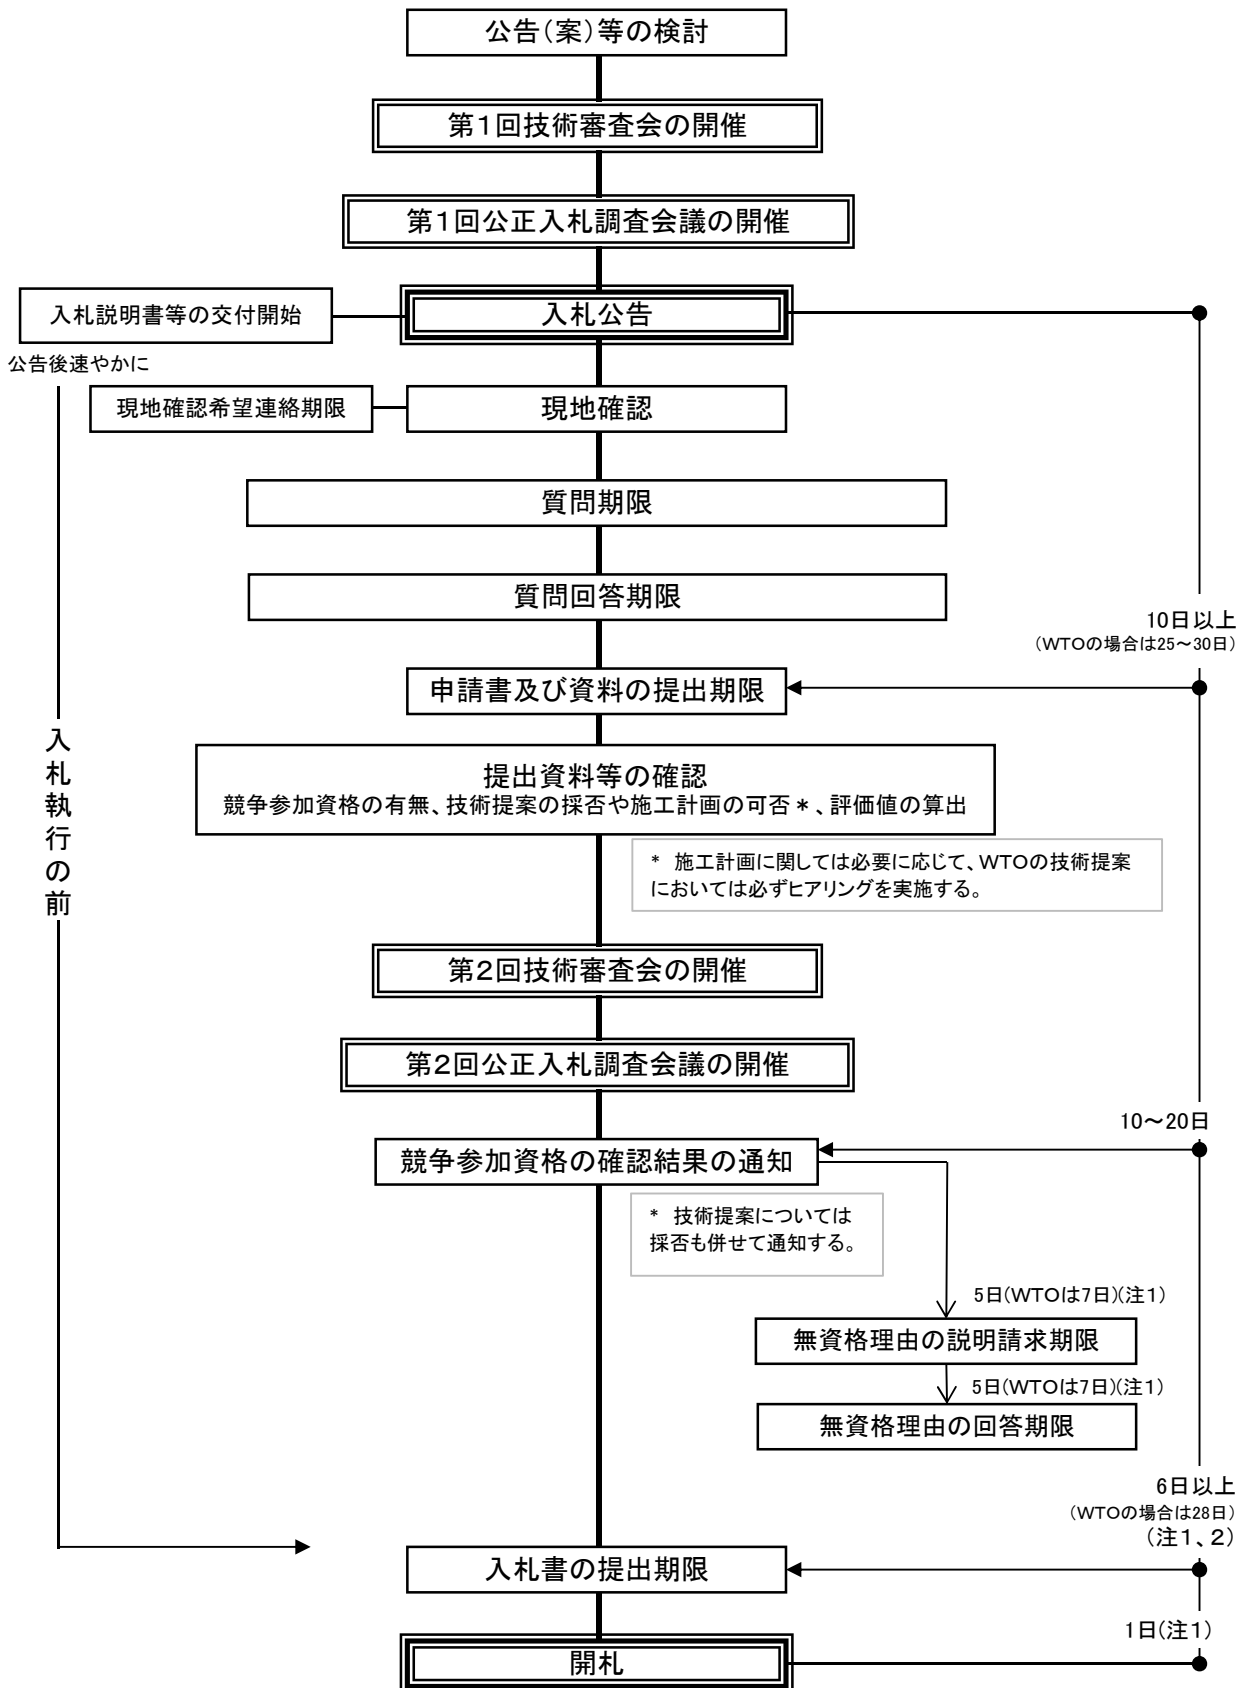 公告(案)等の検討
第1回技術審査会の開催
第1回公正入札調査会議の開催
入札説明書等の交付開始
入札公告
公告後速やかに
現地確認希望連絡期限
現地確認
質問期限
質問回答期限
10日以上
(WTOの場合は25~30日)
申請書及び資料の提出期限
入札執行の前
提出資料等の確認
競争参加資格の有無、技術提案の採否や施工計画の可否*、評価値の算出
* 施工計画に関しては必要に応じて、WTOの技術提案
においては必ずヒアリングを実施する。
第2回技術審査会の開催
第2回公正入札調査会議の開催
10~20日
競争参加資格の確認結果の通知
* 技術提案については
採否も併せて通知する。
5日(WTOは7日)(注1)
無資格理由の説明請求期限
5日(WTOは7日)(注1)
無資格理由の回答期限
6日以上
(WTOの場合は28日)
(注1、2)
入札書の提出期限
1日(注1)
開札